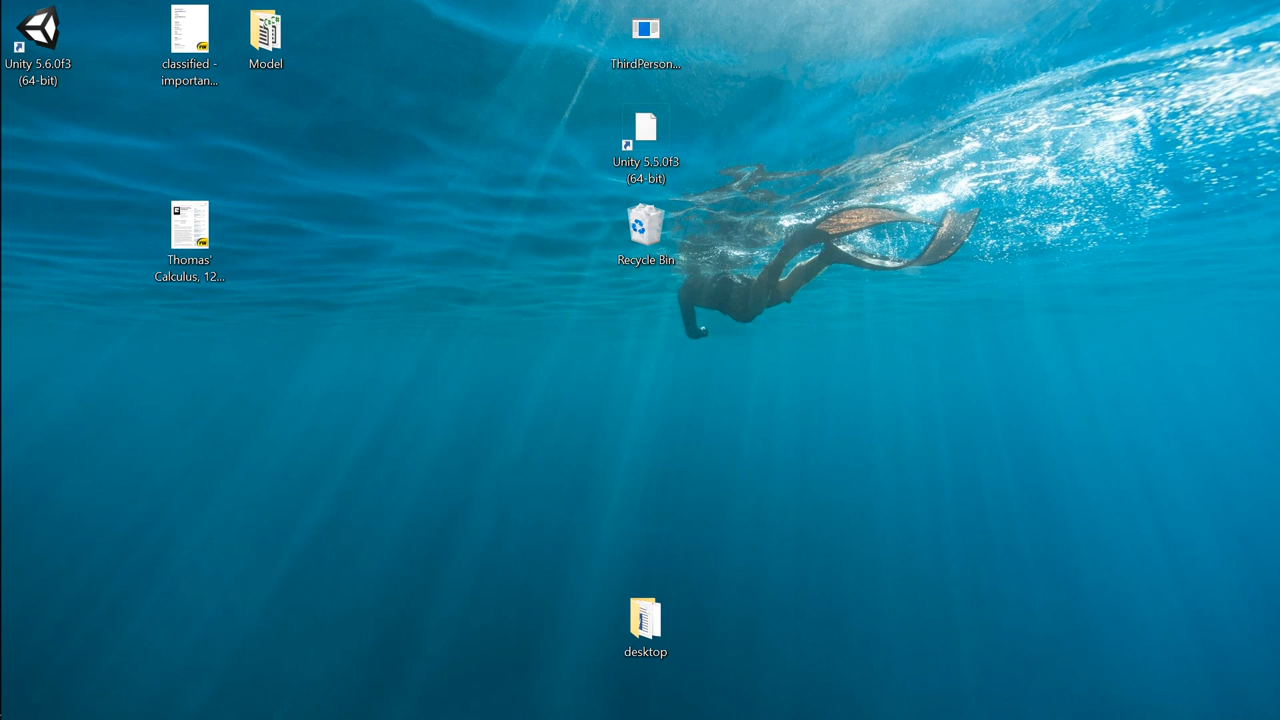 Unity 5.6.0f3
(64-bit)
classified -
importan...
Model
ThirdPerson...
Unity 5.5.0f3
(64-bit)
Thomas'
Calculus, 12...
Recycle Bin
desktop